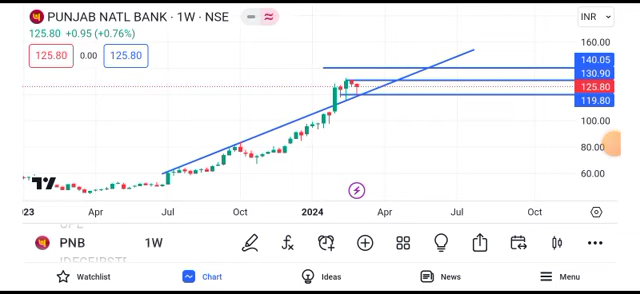 PUNJAB NATL BANK · 1W · NSE
INR
125.80 +0.95 (+0.76%)
125.80 0.00 125.80
160.00
140.05
130.90
125.80
119.80
100.00
80.00
60.00
23 Apr Jul Oct 2024 Apr Jul Oct
PNB 1W
Watchlist Chart Ideas News Menu